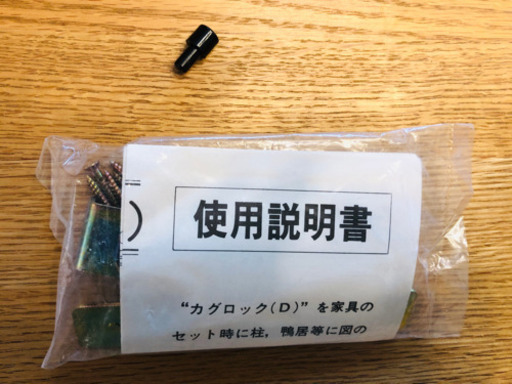 使用説明書
“カグロック(D)”を家具の
セット時に柱，鴨居等に図の